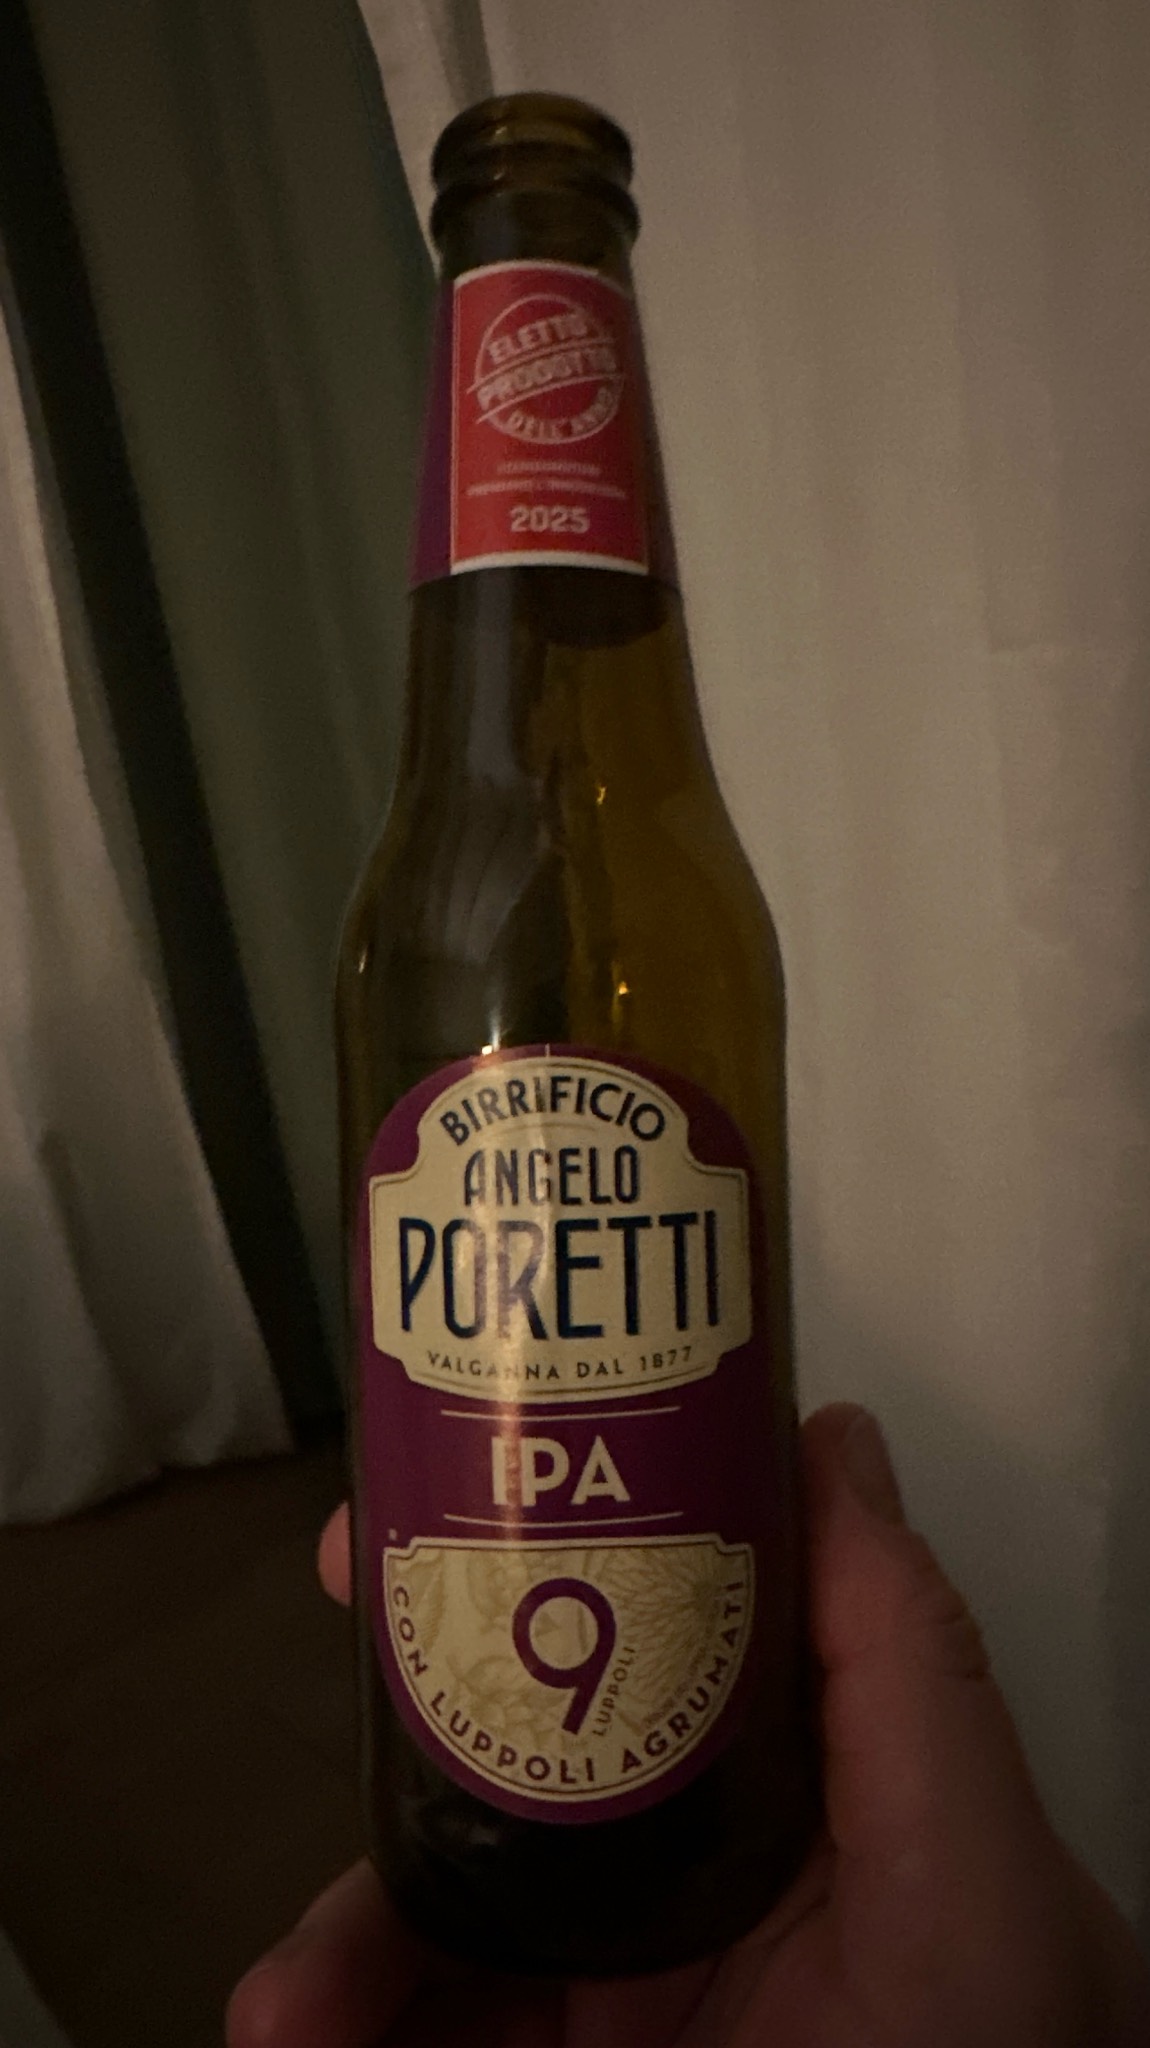 ELETTO
PRODOTTO
DELL'ANNO
2025
BIRRIFICIO
ANGELO
PORETTI
VALGANNA DAL 1877
IPA
9
LUPPOLI
CON LUPPOLI AGRUMATI